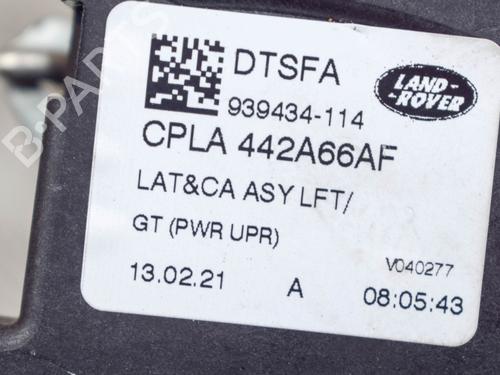 DTSFA
LAND-
ROVER
939434-114
CPLA 442A66AF
LAT&CA ASY LFT/
GT (PWR UPR)
V040277
13.02.21 A 08:05:43
B-PARTS